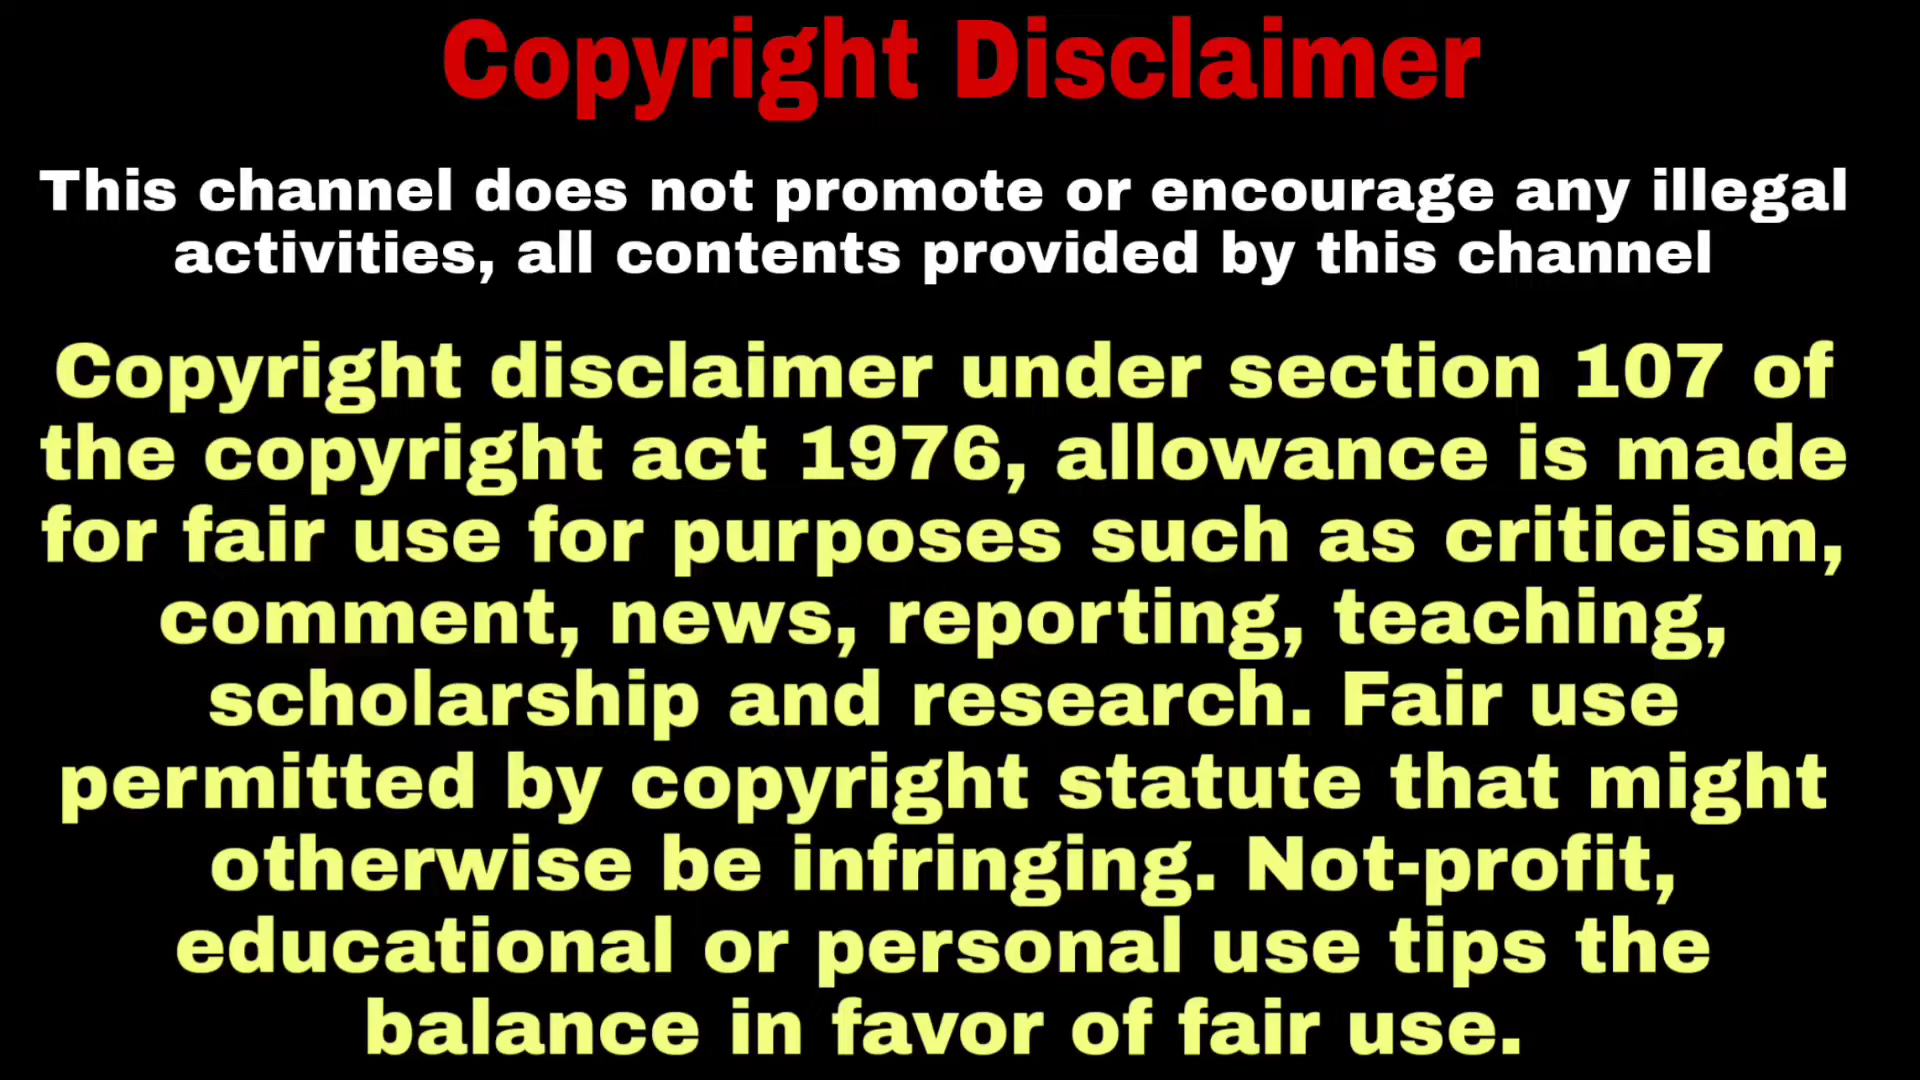 Copyright Disclaimer
This channel does not promote or encourage any illegal
activities, all contents provided by this channel
Copyright disclaimer under section 107 of
the copyright act 1976, allowance is made
for fair use for purposes such as criticism,
comment, news, reporting, teaching,
scholarship and research. Fair use
permitted by copyright statute that might
otherwise be infringing. Not-profit,
educational or personal use tips the
balance in favor of fair use.